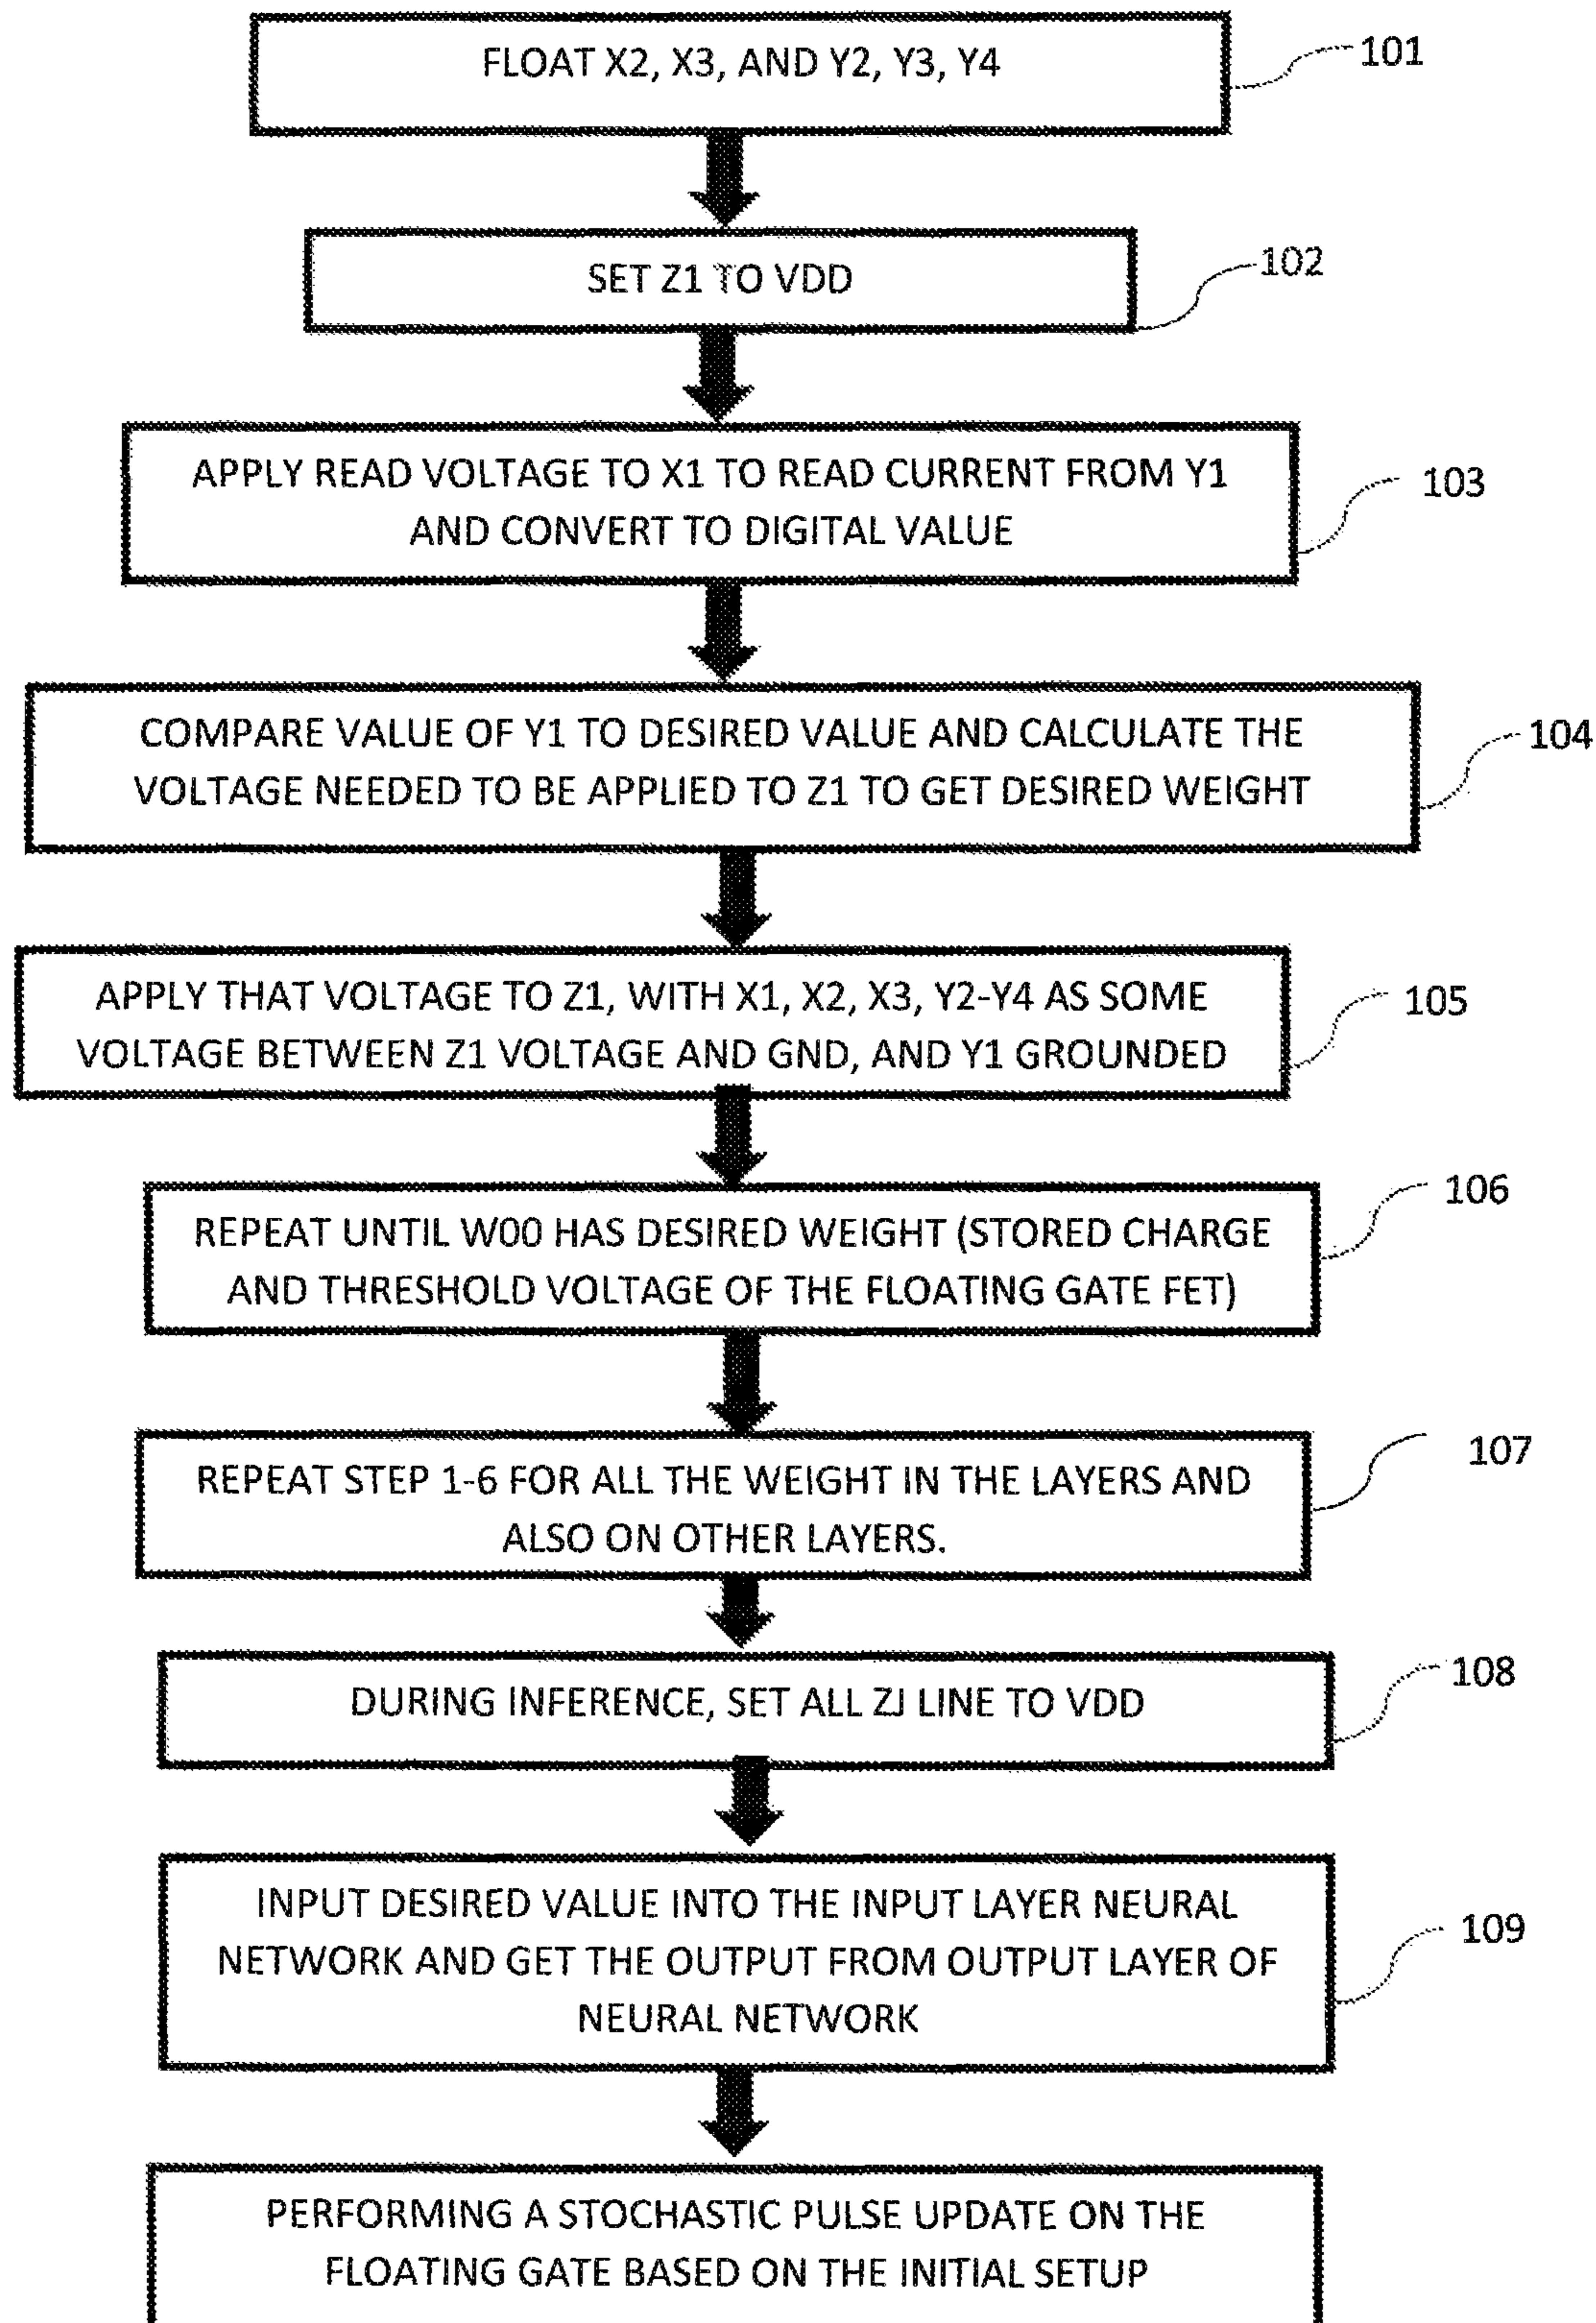 FLOAT X2, X3, AND Y2, Y3, Y4
101
SET Z1 TO VDD
102
APPLY READ VOLTAGE TO X1 TO READ CURRENT FROM Y1
AND CONVERT TO DIGITAL VALUE
103
COMPARE VALUE OF Y1 TO DESIRED VALUE AND CALCULATE THE
VOLTAGE NEEDED TO BE APPLIED TO Z1 TO GET DESIRED WEIGHT
104
APPLY THAT VOLTAGE TO Z1, WITH X1, X2, X3, Y2-Y4 AS SOME
VOLTAGE BETWEEN Z1 VOLTAGE AND GND, AND Y1 GROUNDED
105
REPEAT UNTIL W00 HAS DESIRED WEIGHT (STORED CHARGE
AND THRESHOLD VOLTAGE OF THE FLOATING GATE FET)
106
REPEAT STEP 1-6 FOR ALL THE WEIGHT IN THE LAYERS AND
ALSO ON OTHER LAYERS.
107
DURING INFERENCE, SET ALL ZJ LINE TO VDD
108
INPUT DESIRED VALUE INTO THE INPUT LAYER NEURAL
NETWORK AND GET THE OUTPUT FROM OUTPUT LAYER OF
NEURAL NETWORK
109
PERFORMING A STOCHASTIC PULSE UPDATE ON THE
FLOATING GATE BASED ON THE INITIAL SETUP